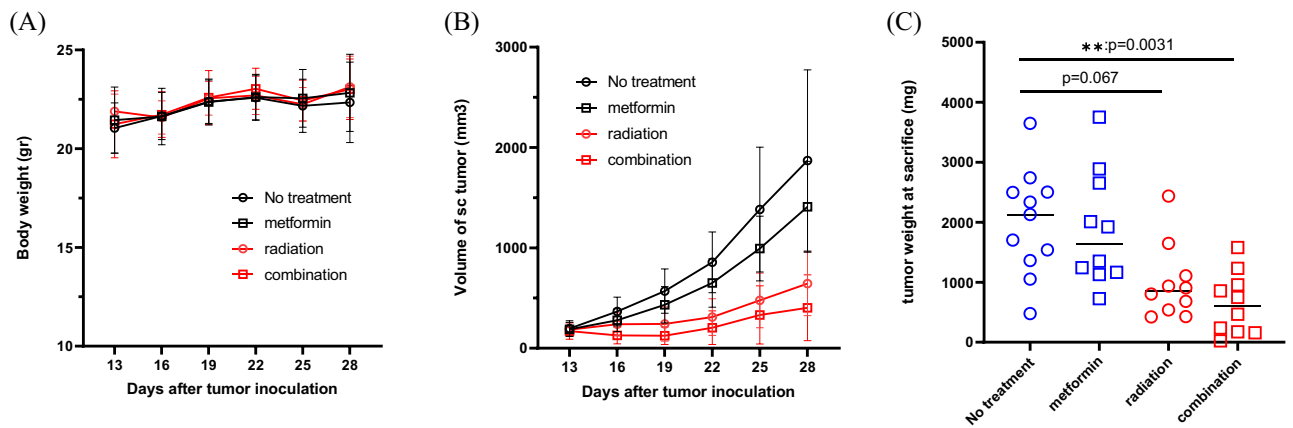 (A)
Body weight (gr)
25
20
15
10
No treatment
metformin
radiation
combination
13 16 19 22 25 28
Days after tumor inoculation
(B)
Volume of sc tumor (mm3)
3000
2000
1000
0
No treatment
metformin
radiation
combination
13 16 19 22 25 28
Days after tumor inoculation
(C)
tumor weight at sacrifice (mg)
5000
4000
3000
2000
1000
0
**:p=0.0031
p=0.067
No treatment
metformin
radiation
combination